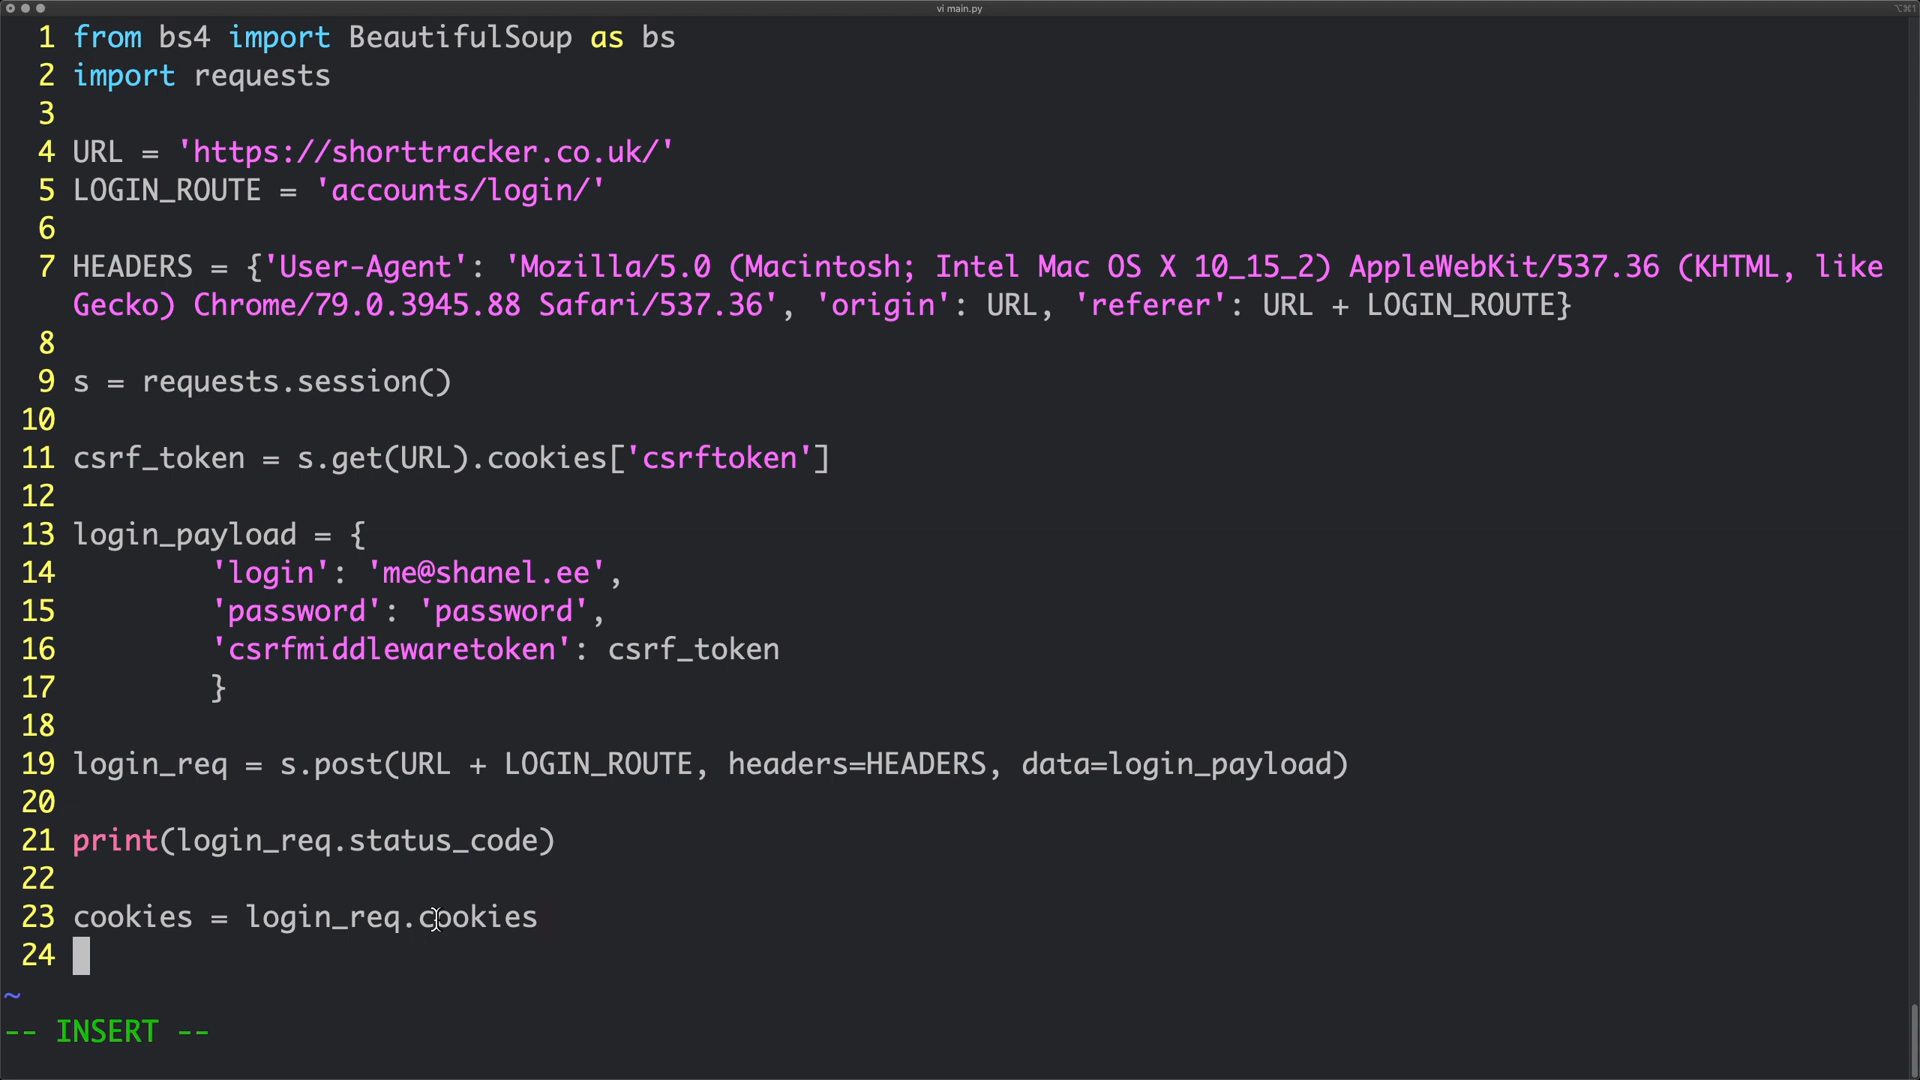 vi main.py
⌥⌘1
1 from bs4 import BeautifulSoup as bs
2 import requests
3
4 URL = 'https://shorttracker.co.uk/'
5 LOGIN_ROUTE = 'accounts/login/'
6
7 HEADERS = {'User-Agent': 'Mozilla/5.0 (Macintosh; Intel Mac OS X 10_15_2) AppleWebKit/537.36 (KHTML, like
Gecko) Chrome/79.0.3945.88 Safari/537.36', 'origin': URL, 'referer': URL + LOGIN_ROUTE}
8
9 s = requests.session()
10
11 csrf_token = s.get(URL).cookies['csrftoken']
12
13 login_payload = {
14         'login': 'me@shanel.ee',
15         'password': 'password',
16         'csrfmiddlewaretoken': csrf_token
17         }
18
19 login_req = s.post(URL + LOGIN_ROUTE, headers=HEADERS, data=login_payload)
20
21 print(login_req.status_code)
22
23 cookies = login_req.cookies
24
~
-- INSERT --